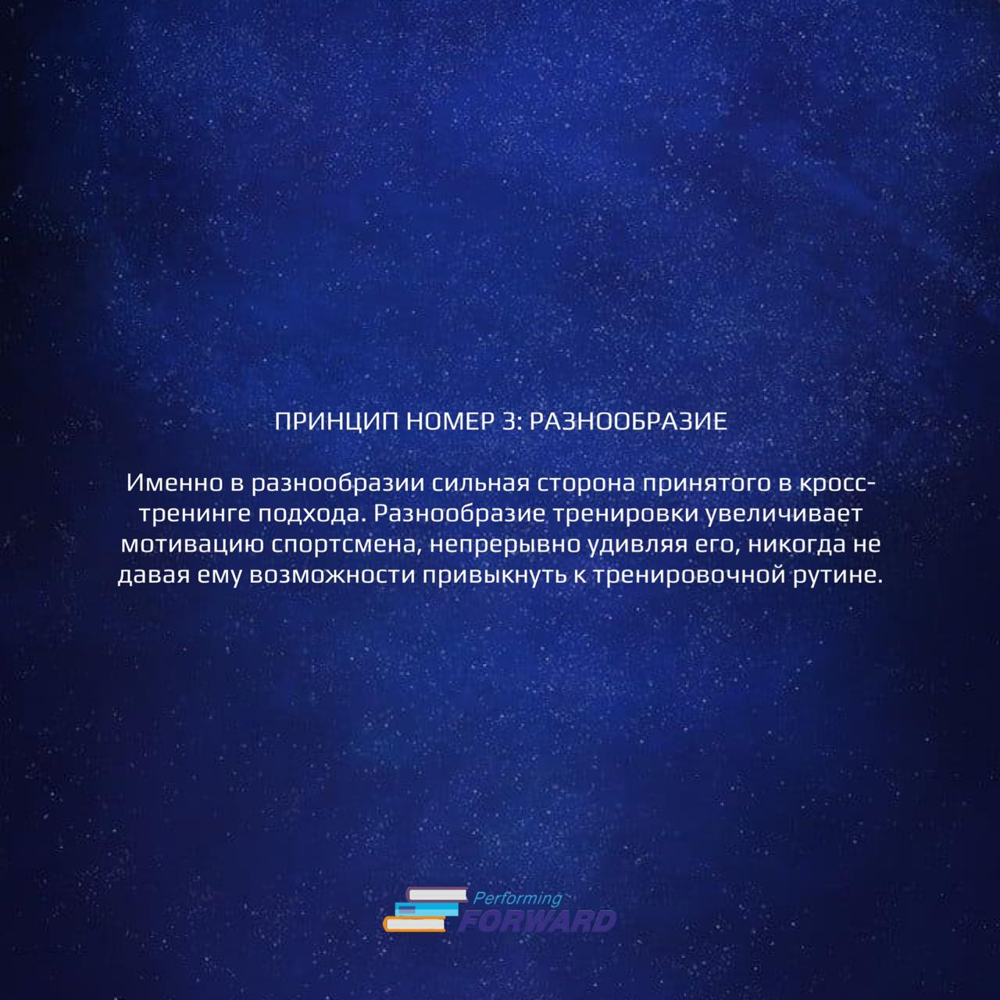 ПРИНЦИП НОМЕР 3: РАЗНООБРАЗИЕ
Именно в разнообразии сильная сторона принятого в кросс-
тренинге подхода. Разнообразие тренировки увеличивает
мотивацию спортсмена, непрерывно удивляя его, никогда не
давая ему возможности привыкнуть к тренировочной рутине.
Performing
FORWARD